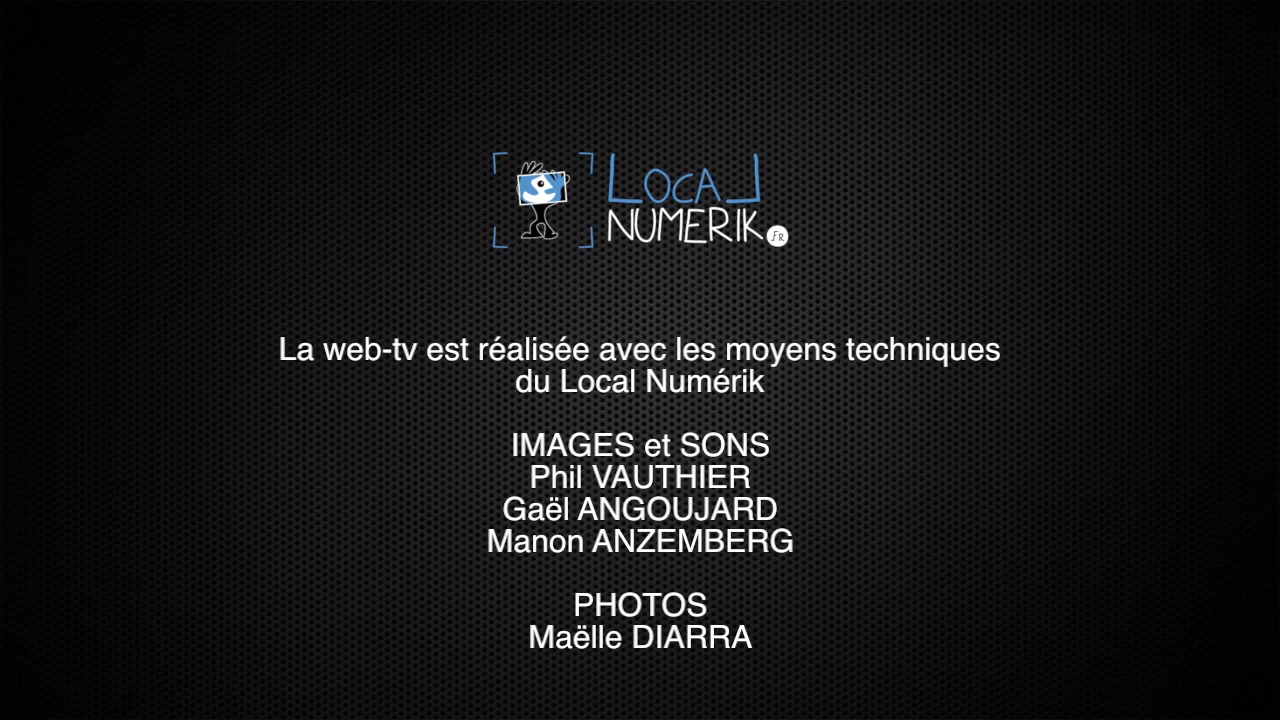 LOCAL
NUMERIK.FR
La web-tv est réalisée avec les moyens techniques
du Local Numérik
IMAGES et SONS
Phil VAUTHIER
Gaël ANGOUJARD
Manon ANZEMBERG
PHOTOS
Maëlle DIARRA